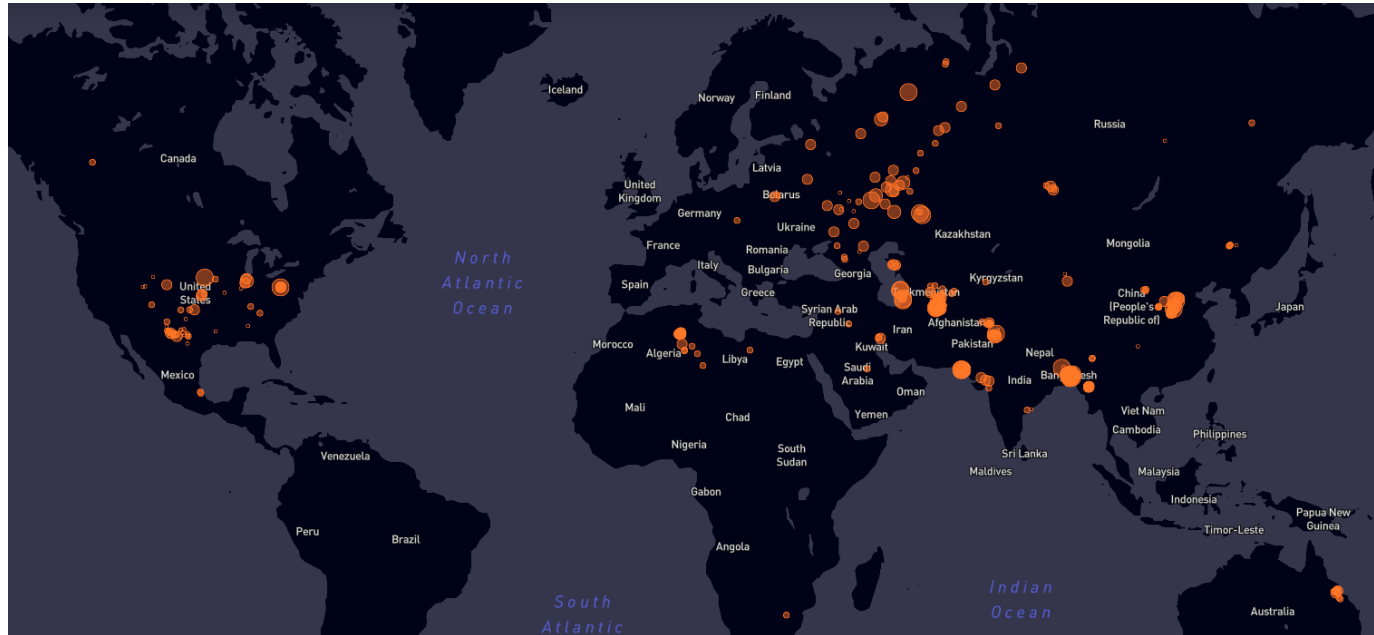 Iceland
Norway
Finland
Russia
Canada
Latvia
United
Kingdom
Belarus
Germany
Ukraine
Kazakhstan
France
Romania
Mongolia
North
Atlantic
Ocean
Italy
Bulgaria
Georgia
Kyrgyzstan
United
States
Spain
Greece
Turkmenistan
China
(People's
Republic of)
Japan
Syrian Arab
Republic
Iran
Afghanistan
Morocco
Algeria
Libya
Egypt
Kuwait
Pakistan
Nepal
Mexico
Saudi
Arabia
Oman
India
Bangladesh
Mali
Chad
Yemen
Viet Nam
Cambodia
Philippines
Nigeria
South
Sudan
Sri Lanka
Maldives
Malaysia
Venezuela
Gabon
Indonesia
Papua New
Guinea
Timor-Leste
Peru
Brazil
Angola
Indian
Ocean
South
Atlantic
Australia